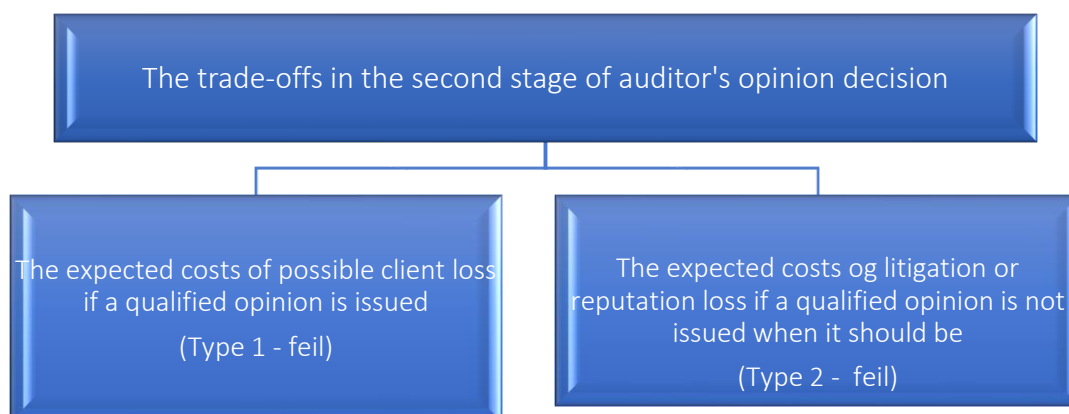 The trade-offs in the second stage of auditor's opinion decision
The expected costs of possible client loss
if a qualified opinion is issued
(Type 1 - feil)
The expected costs og litigation or
reputation loss if a qualified opinion is not
issued when it should be
(Type 2 -  feil)